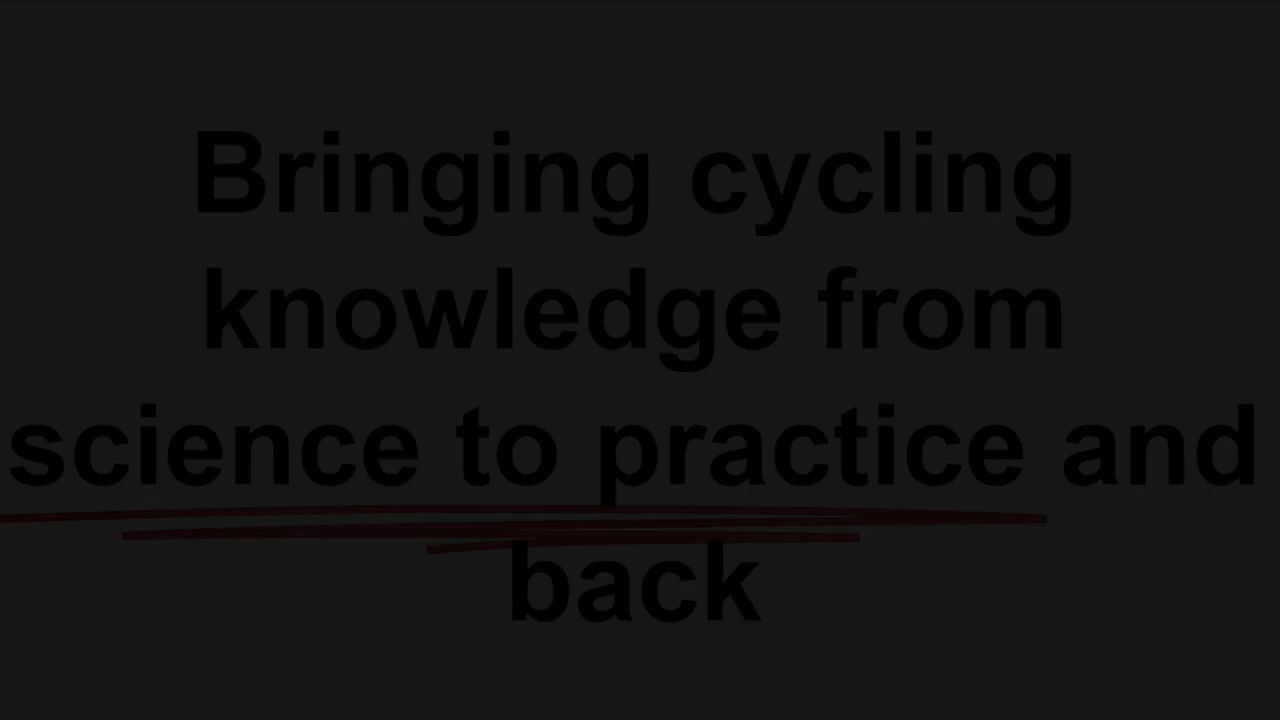 Bringing cycling
knowledge from
science to practice and
back